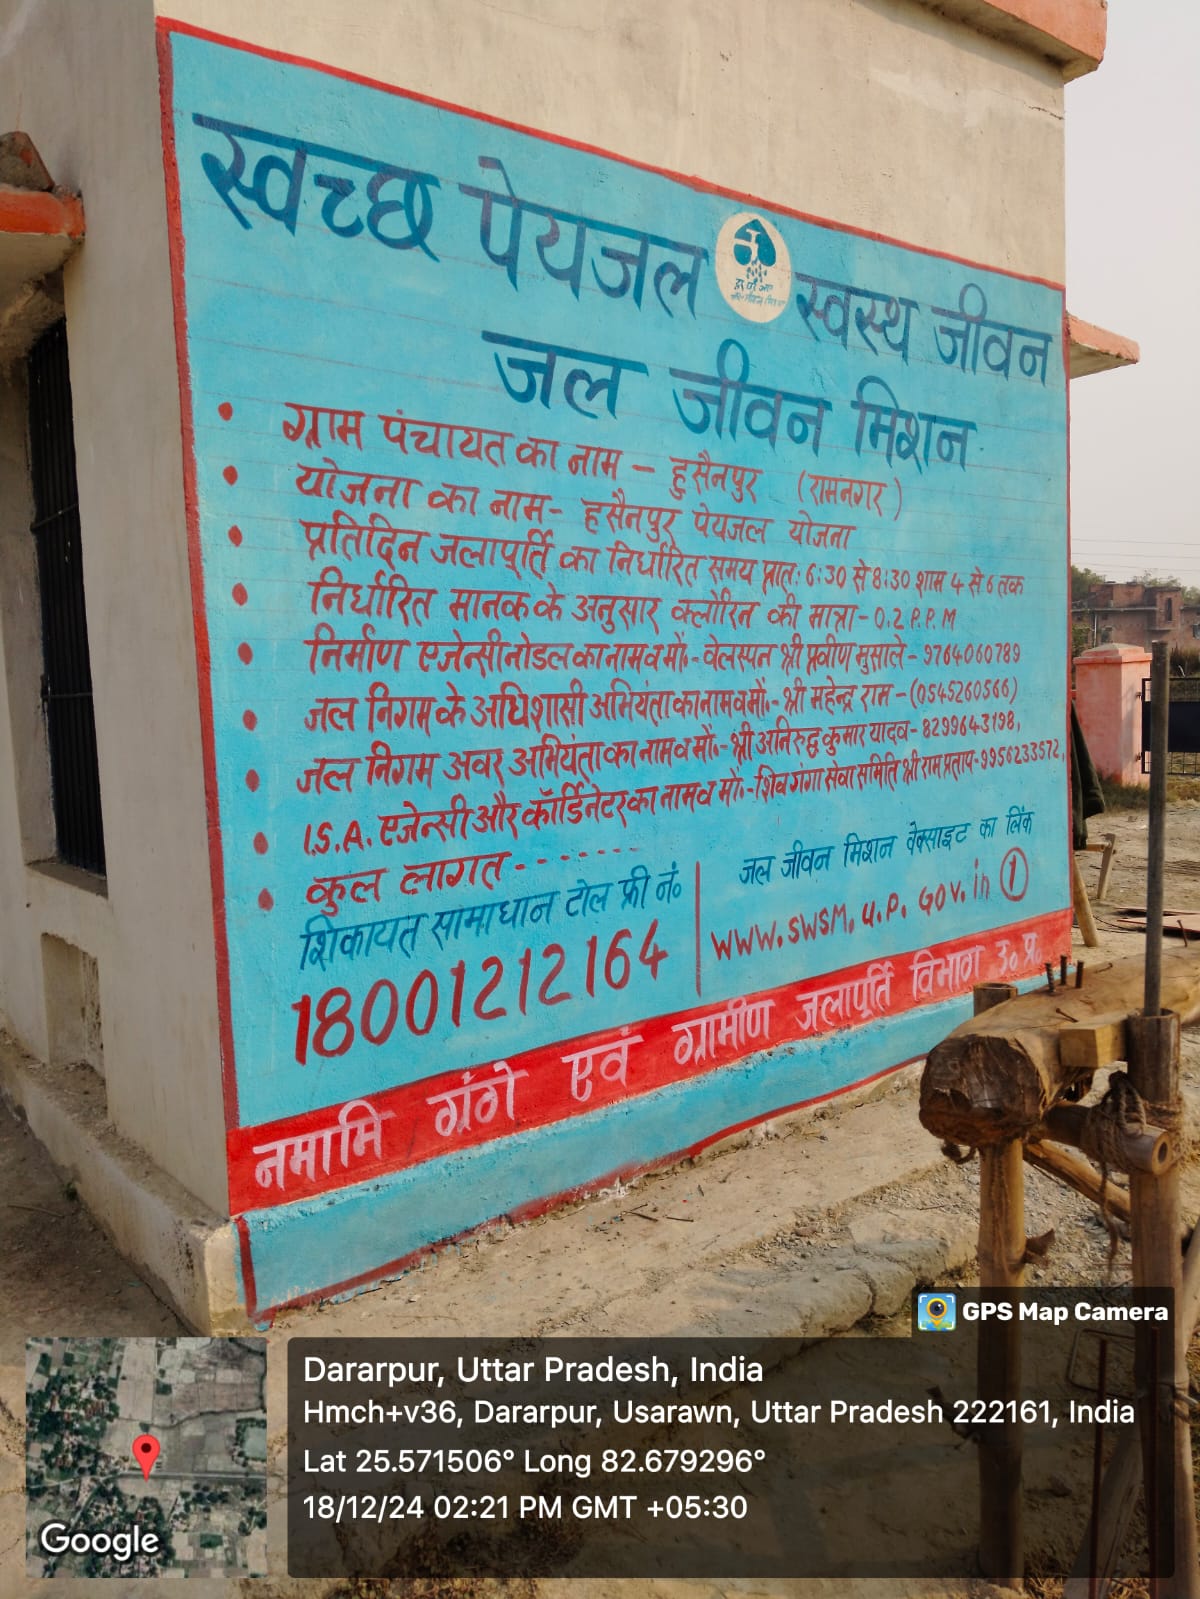 स्वच्छ पेयजल स्वस्थ जीवन
जल जीवन मिशन
• ग्राम पंचायत का नाम – हुसैनपुर (रामनगर)
• योजना का नाम- हुसैनपुर पेयजल योजना
• प्रतिदिन जलापूर्ति का निर्धारित समय प्रातः 6:30 से 8:30 शाम 4 से 6 तक
• निर्धारित मानक के अनुसार क्लोरिन की मात्रा - 0.2 P.P.M
• निर्माण एजेन्सी नोडल का नाम व मों.- वेलस्पन श्री प्रवीण मुसाले - 9764060789
• जल निगम के अधिशासी अभियंता का नाम व मों.- श्री महेन्द्र राम - (0545260566)
• जल निगम अवर अभियंता का नाम व मों.- श्री अनिरुद्ध कुमार यादव - 8299643198,
• I.S.A. एजेन्सी और कॉर्डिनेटर का नाम व मों.- शिव गंगा सेवा समिति श्री राम प्रताप - 9956233572,
• कुल लागत - - - - - - - -
शिकायत सामाधान टोल फ्री नं०
18001212164
जल जीवन मिशन वेक्साइट का लिंक
WWW. SWSM. U.P. GOV. in ①
नमामि गंगे एवं ग्रामीण जलापूर्ति विभाग उ० प्र०
GPS Map Camera
Dararpur, Uttar Pradesh, India
Hmch+v36, Dararpur, Usarawn, Uttar Pradesh 222161, India
Lat 25.571506° Long 82.679296°
18/12/24 02:21 PM GMT +05:30
Google